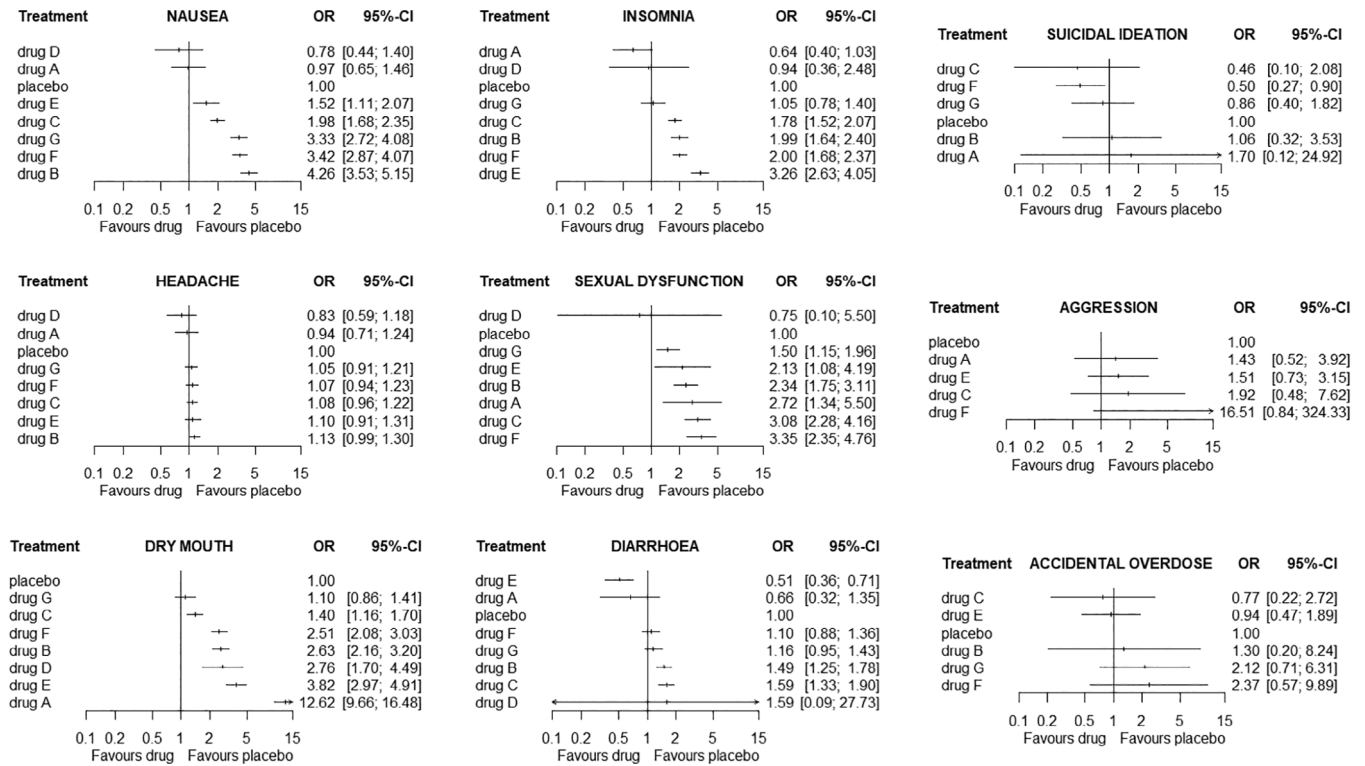 Treatment NAUSEA OR 95%-CI
drug D 0.78 [0.44; 1.40]
drug A 0.97 [0.65; 1.46]
placebo 1.00
drug E 1.52 [1.11; 2.07]
drug C 1.98 [1.68; 2.35]
drug G 3.33 [2.72; 4.08]
drug F 3.42 [2.87; 4.07]
drug B 4.26 [3.53; 5.15]
0.1 0.2 0.5 1 2 5 15
Favours drug Favours placebo
Treatment INSOMNIA OR 95%-CI
drug A 0.64 [0.40; 1.03]
drug D 0.94 [0.36; 2.48]
placebo 1.00
drug G 1.05 [0.78; 1.40]
drug C 1.78 [1.52; 2.07]
drug B 1.99 [1.64; 2.40]
drug F 2.00 [1.68; 2.37]
drug E 3.26 [2.63; 4.05]
0.1 0.2 0.5 1 2 5 15
Favours drug Favours placebo
Treatment SUICIDAL IDEATION OR 95%-CI
drug C 0.46 [0.10; 2.08]
drug F 0.50 [0.27; 0.90]
drug G 0.86 [0.40; 1.82]
placebo 1.00
drug B 1.06 [0.32; 3.53]
drug A 1.70 [0.12; 24.92]
0.1 0.2 0.5 1 2 5 15
Favours drug Favours placebo
Treatment HEADACHE OR 95%-CI
drug D 0.83 [0.59; 1.18]
drug A 0.94 [0.71; 1.24]
placebo 1.00
drug G 1.05 [0.91; 1.21]
drug F 1.07 [0.94; 1.23]
drug C 1.08 [0.96; 1.22]
drug E 1.10 [0.91; 1.31]
drug B 1.13 [0.99; 1.30]
0.1 0.2 0.5 1 2 5 15
Favours drug Favours placebo
Treatment SEXUAL DYSFUNCTION OR 95%-CI
drug D 0.75 [0.10; 5.50]
placebo 1.00
drug G 1.50 [1.15; 1.96]
drug E 2.13 [1.08; 4.19]
drug B 2.34 [1.75; 3.11]
drug A 2.72 [1.34; 5.50]
drug C 3.08 [2.28; 4.16]
drug F 3.35 [2.35; 4.76]
0.1 0.2 0.5 1 2 5 15
Favours drug Favours placebo
Treatment AGGRESSION OR 95%-CI
placebo 1.00
drug A 1.43 [0.52; 3.92]
drug E 1.51 [0.73; 3.15]
drug C 1.92 [0.48; 7.62]
drug F 16.51 [0.84; 324.33]
0.1 0.2 0.5 1 2 5 15
Favours drug Favours placebo
Treatment DRY MOUTH OR 95%-CI
placebo 1.00
drug G 1.10 [0.86; 1.41]
drug C 1.40 [1.16; 1.70]
drug F 2.51 [2.08; 3.03]
drug B 2.63 [2.16; 3.20]
drug D 2.76 [1.70; 4.49]
drug E 3.82 [2.97; 4.91]
drug A 12.62 [9.66; 16.48]
0.1 0.2 0.5 1 2 5 15
Favours drug Favours placebo
Treatment DIARRHOEA OR 95%-CI
drug E 0.51 [0.36; 0.71]
drug A 0.66 [0.32; 1.35]
placebo 1.00
drug F 1.10 [0.88; 1.36]
drug G 1.16 [0.95; 1.43]
drug B 1.49 [1.25; 1.78]
drug C 1.59 [1.33; 1.90]
drug D 1.59 [0.09; 27.73]
0.1 0.2 0.5 1 2 5 15
Favours drug Favours placebo
Treatment ACCIDENTAL OVERDOSE OR 95%-CI
drug C 0.77 [0.22; 2.72]
drug E 0.94 [0.47; 1.89]
placebo 1.00
drug B 1.30 [0.20; 8.24]
drug G 2.12 [0.71; 6.31]
drug F 2.37 [0.57; 9.89]
0.1 0.2 0.5 1 2 5 15
Favours drug Favours placebo